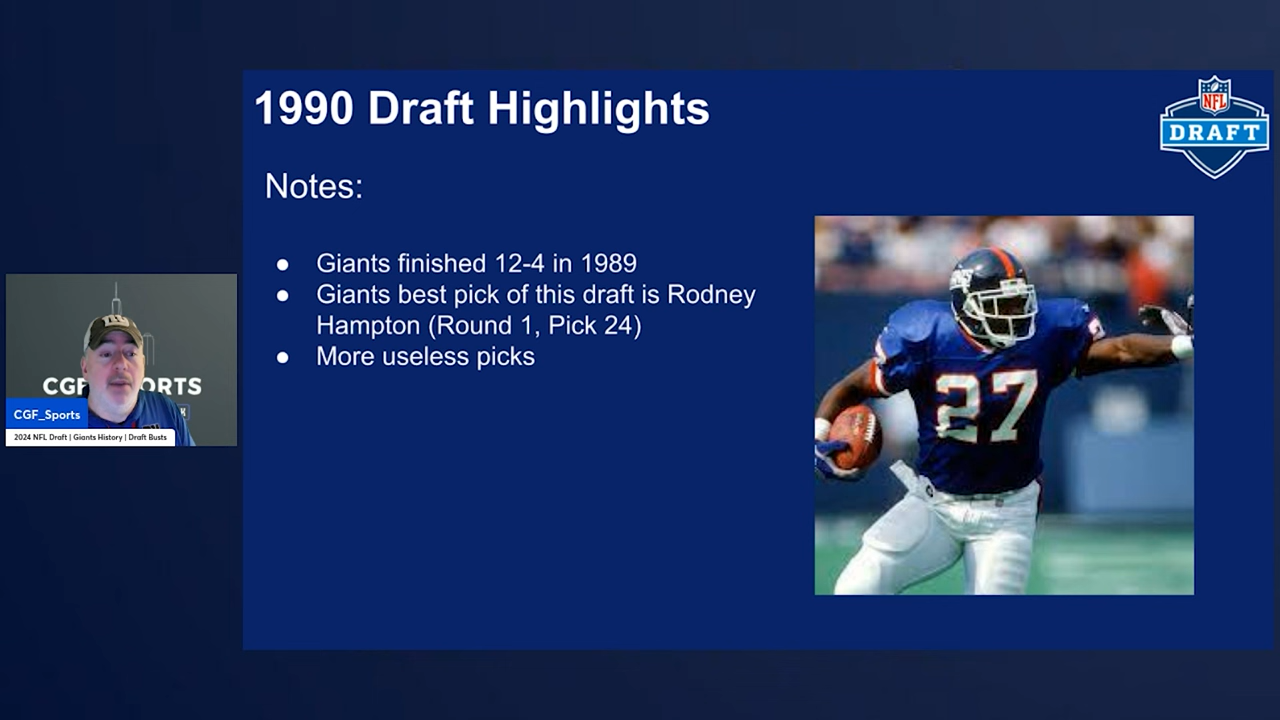 1990 Draft Highlights
NFL
DRAFT
Notes:
● Giants finished 12-4 in 1989
● Giants best pick of this draft is Rodney
Hampton (Round 1, Pick 24)
● More useless picks
27
CGF_Sports
2024 NFL Draft | Giants History | Draft Busts